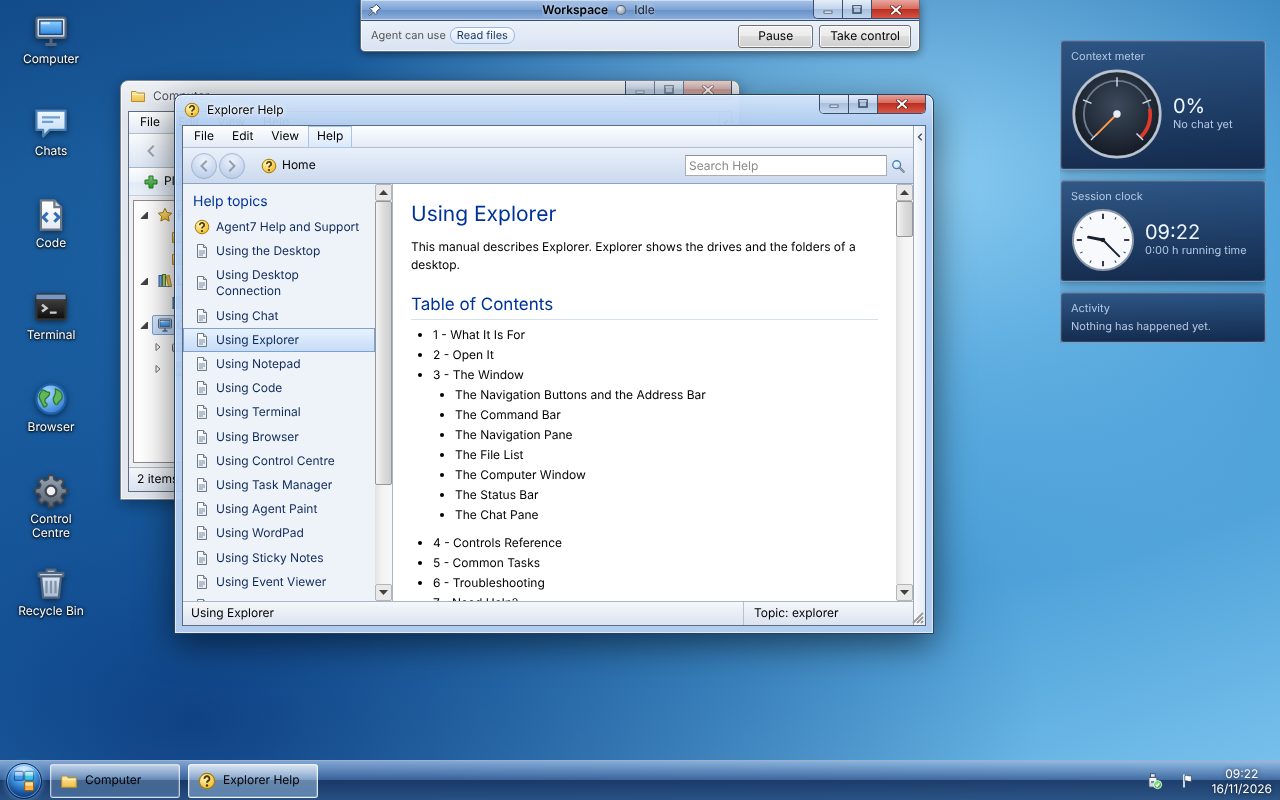 Workspace
Idle
Agent can use
Read files
Pause
Take control
Computer
Chats
Code
Terminal
Browser
Control
Centre
Recycle Bin
Context meter
0%
No chat yet
Session clock
09:22
0:00 h running time
Activity
Nothing has happened yet.
File
2 items
Explorer Help
File
Edit
View
Help
Home
Search Help
Help topics
Agent7 Help and Support
Using the Desktop
Using Desktop
Connection
Using Chat
Using Explorer
Using Notepad
Using Code
Using Terminal
Using Browser
Using Control Centre
Using Task Manager
Using Agent Paint
Using WordPad
Using Sticky Notes
Using Event Viewer
Using Explorer
This manual describes Explorer. Explorer shows the drives and the folders of a
desktop.
Table of Contents
1 - What It Is For
2 - Open It
3 - The Window
The Navigation Buttons and the Address Bar
The Command Bar
The Navigation Pane
The File List
The Computer Window
The Status Bar
The Chat Pane
4 - Controls Reference
5 - Common Tasks
6 - Troubleshooting
7 - Need Help?
Using Explorer
Topic: explorer
Computer
Explorer Help
09:22
16/11/2026